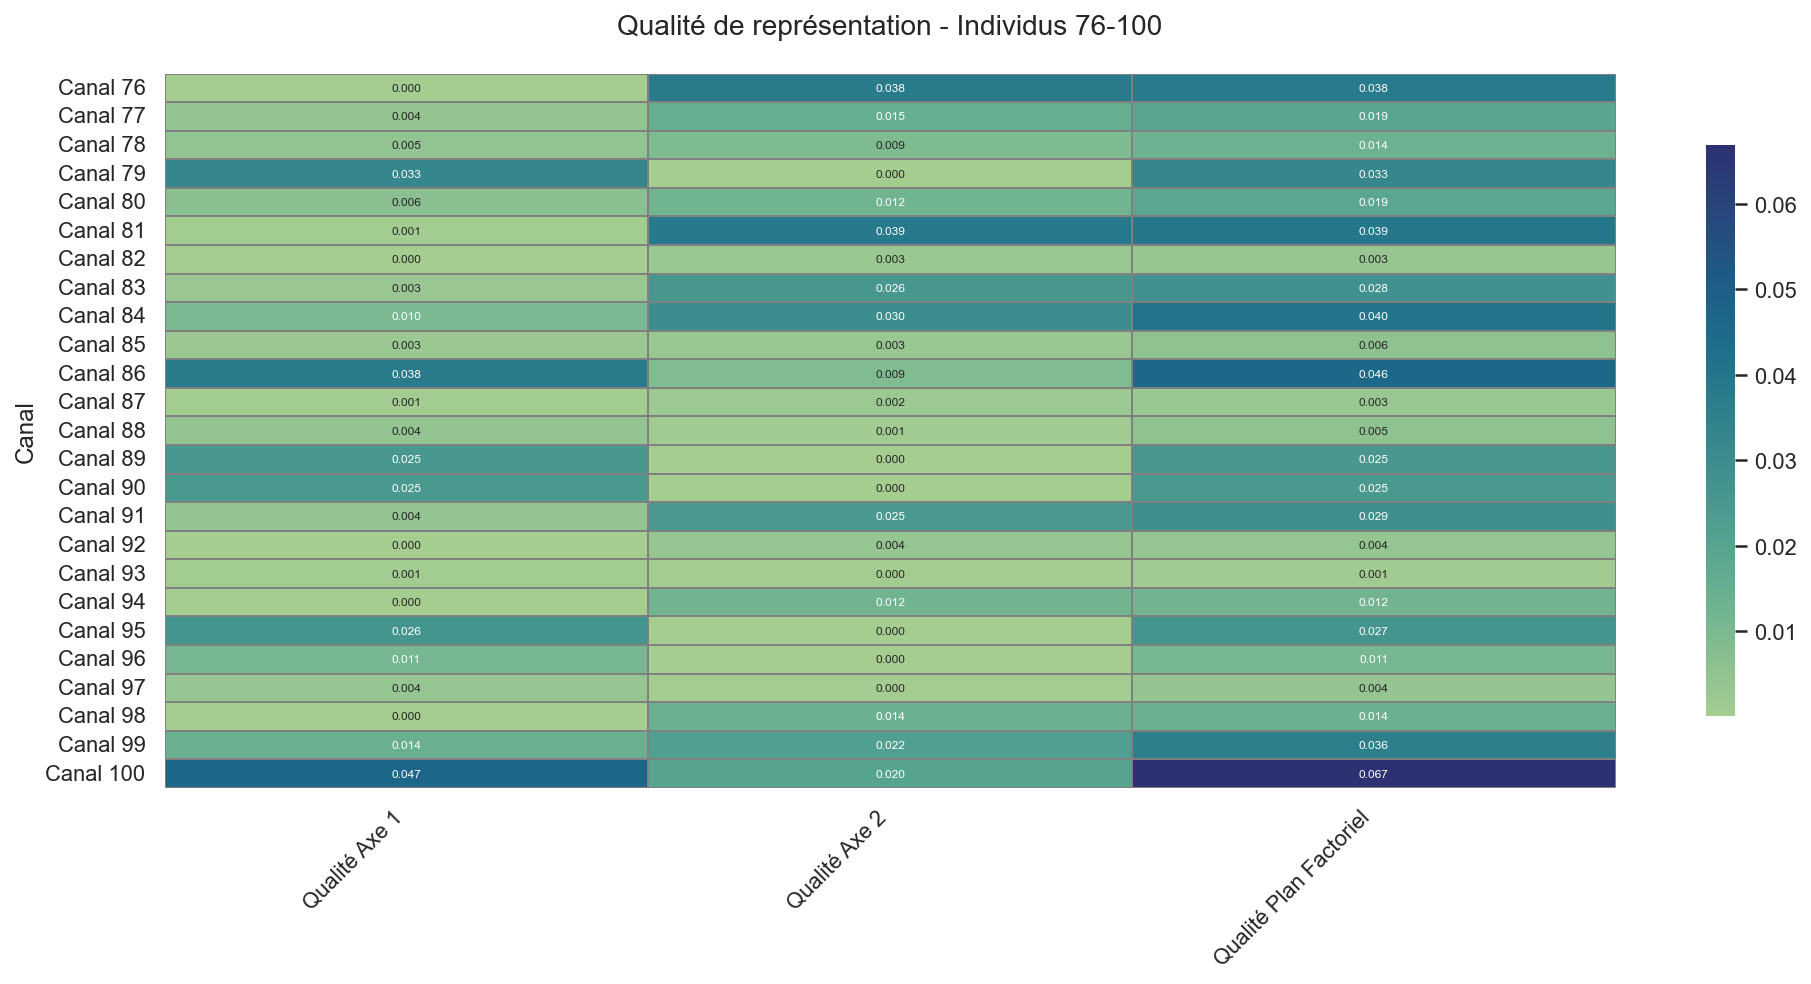 Qualité de représentation - Individus 76-100
Canal
Canal 76 0.000 0.038 0.038
Canal 77 0.004 0.015 0.019
Canal 78 0.005 0.009 0.014
Canal 79 0.033 0.000 0.033
Canal 80 0.006 0.012 0.019
Canal 81 0.001 0.039 0.039
Canal 82 0.000 0.003 0.003
Canal 83 0.003 0.026 0.028
Canal 84 0.010 0.030 0.040
Canal 85 0.003 0.003 0.006
Canal 86 0.038 0.009 0.046
Canal 87 0.001 0.002 0.003
Canal 88 0.004 0.001 0.005
Canal 89 0.025 0.000 0.025
Canal 90 0.025 0.000 0.025
Canal 91 0.004 0.025 0.029
Canal 92 0.000 0.004 0.004
Canal 93 0.001 0.000 0.001
Canal 94 0.000 0.012 0.012
Canal 95 0.026 0.000 0.027
Canal 96 0.011 0.000 0.011
Canal 97 0.004 0.000 0.004
Canal 98 0.000 0.014 0.014
Canal 99 0.014 0.022 0.036
Canal 100 0.047 0.020 0.067
Qualité Axe 1
Qualité Axe 2
Qualité Plan Factoriel
0.06
0.05
0.04
0.03
0.02
0.01